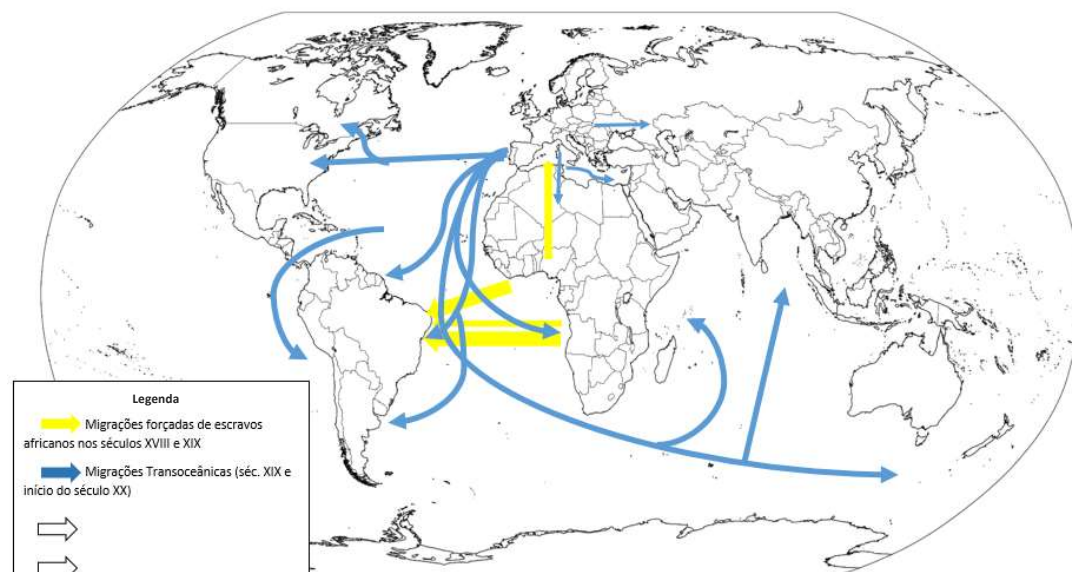 Legenda
Migrações forçadas de escravos
africanos nos séculos XVIII e XIX
Migrações Transoceânicas (séc. XIX e
início do século XX)